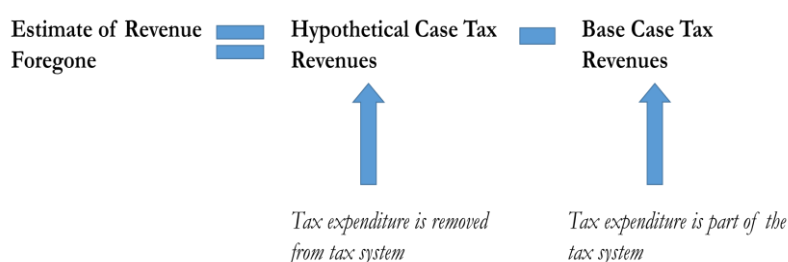 Estimate of Revenue
Foregone
Hypothetical Case Tax
Revenues
Base Case Tax
Revenues
Tax expenditure is removed
from tax system
Tax expenditure is part of the
tax system